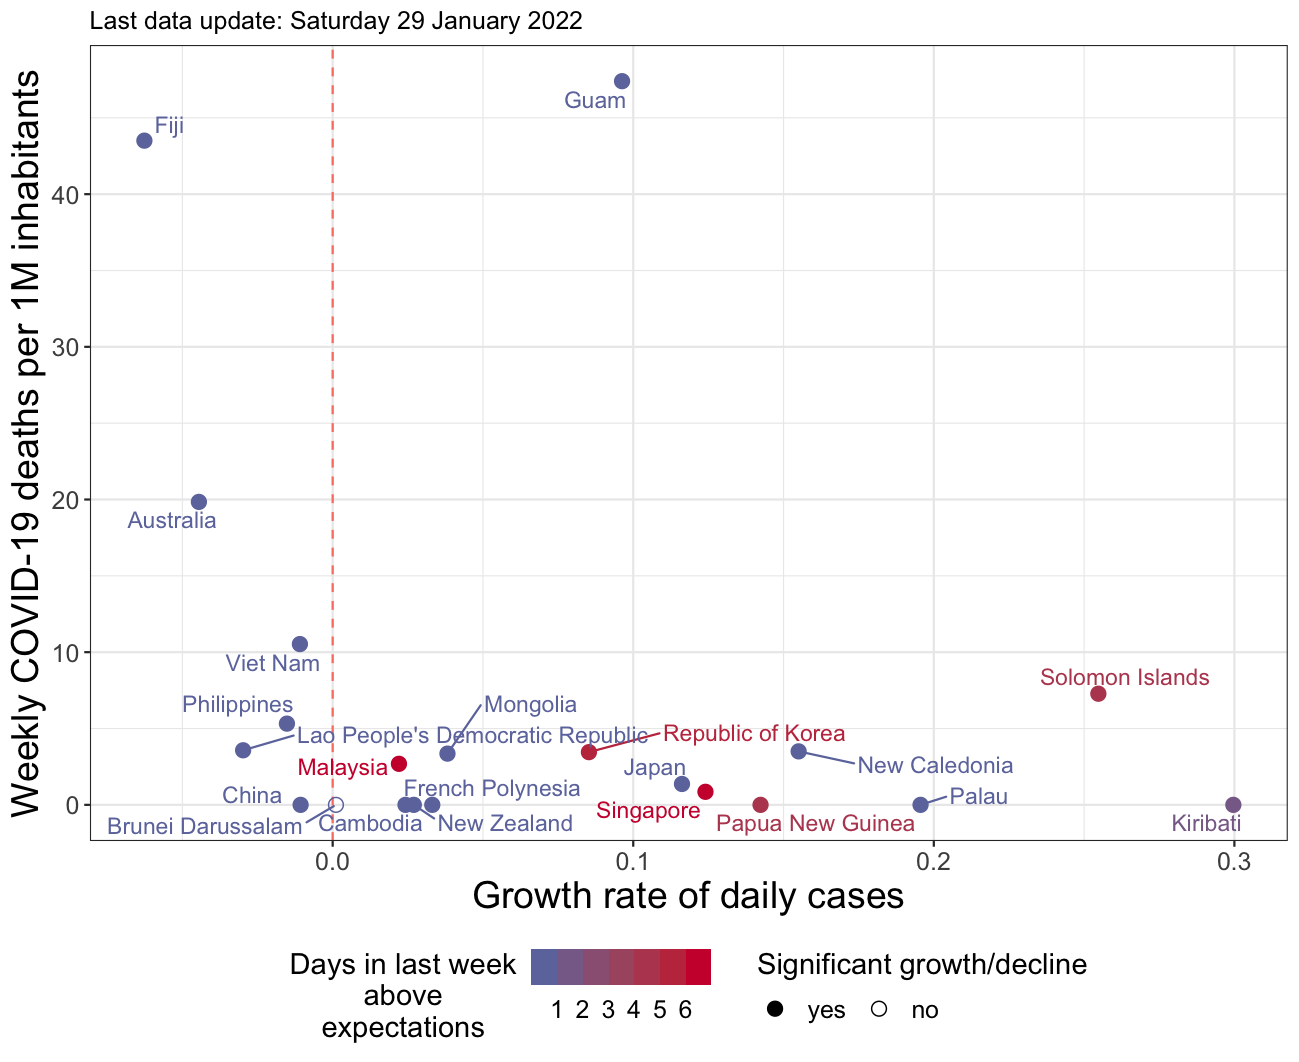 Last data update: Saturday 29 January 2022
Weekly COVID-19 deaths per 1M inhabitants
Guam
Fiji
40
30
20
Australia
10
Viet Nam
Solomon Islands
Philippines
Mongolia
Lao People's Democratic Republic
Republic of Korea
Malaysia
Japan
New Caledonia
French Polynesia
China
Palau
0
Singapore
Brunei Darussalam
Cambodia
New Zealand
Papua New Guinea
Kiribati
0.0
0.1
0.2
0.3
Growth rate of daily cases
Days in last week
above
expectations
1 2 3 4 5 6
Significant growth/decline
yes
no